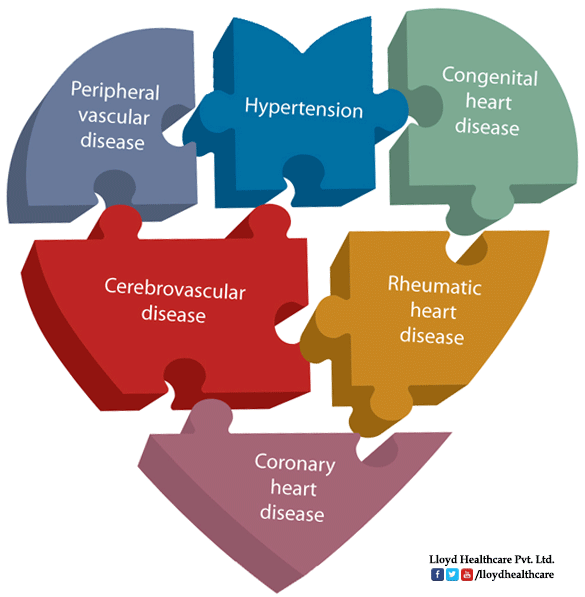 Peripheral
vascular
disease
Hypertension
Congenital
heart
disease
Cerebrovascular
disease
Rheumatic
heart
disease
Coronary
heart
disease
Lloyd Healthcare Pvt. Ltd.
/lloydhealthcare